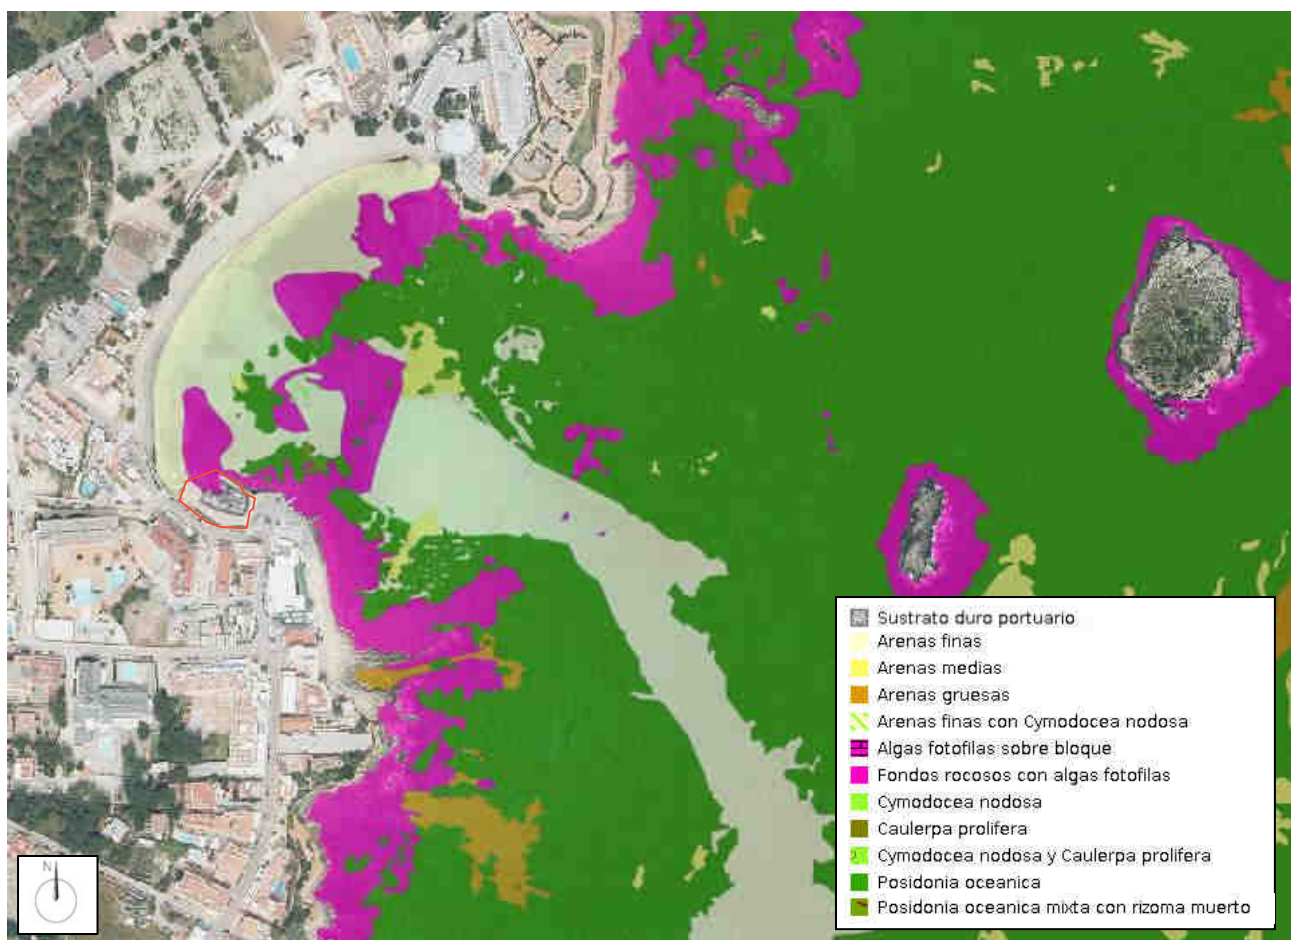 Sustrato duro portuario
Arenas finas
Arenas medias
Arenas gruesas
Arenas finas con Cymodocea nodosa
Algas fotofilas sobre bloque
Fondos rocosos con algas fotofilas
Cymodocea nodosa
Caulerpa prolifera
Cymodocea nodosa y Caulerpa prolifera
Posidonia oceanica
Posidonia oceanica mixta con rizoma muerto
N